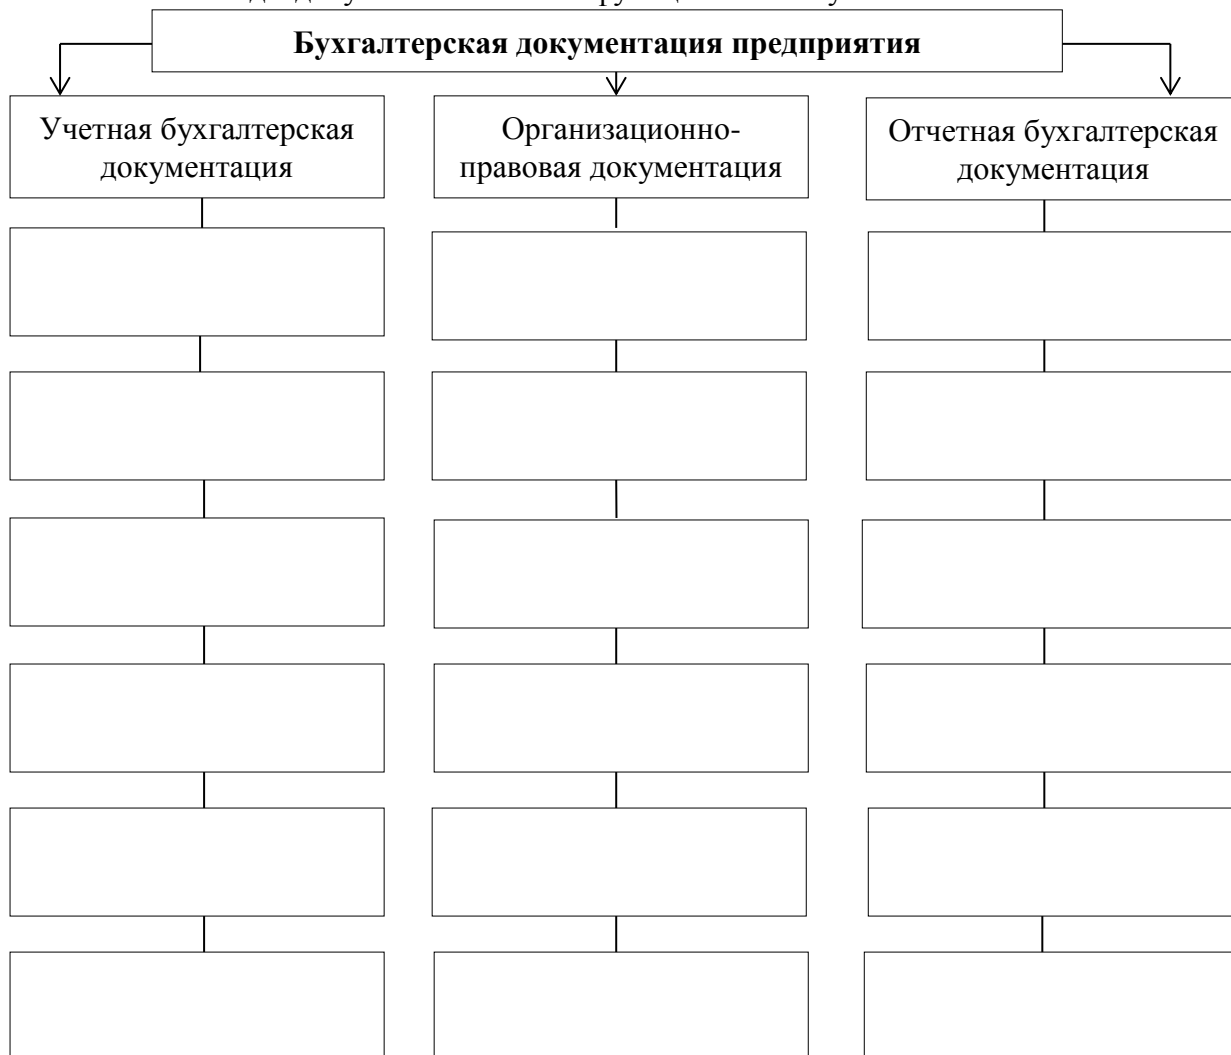 Бухгалтерская документация предприятия
Учетная бухгалтерская
документация
Организационно-
правовая документация
Отчетная бухгалтерская
документация